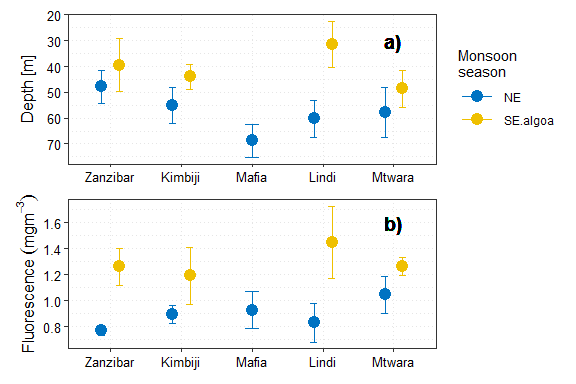 20
30
40
50
60
70
Depth [m]
a)
Zanzibar Kimbiji Mafia Lindi Mtwara
Monsoon
season
NE
SE.algoa
1.6
1.4
1.2
1.0
0.8
Fluorescence (mgm⁻³)
b)
Zanzibar Kimbiji Mafia Lindi Mtwara